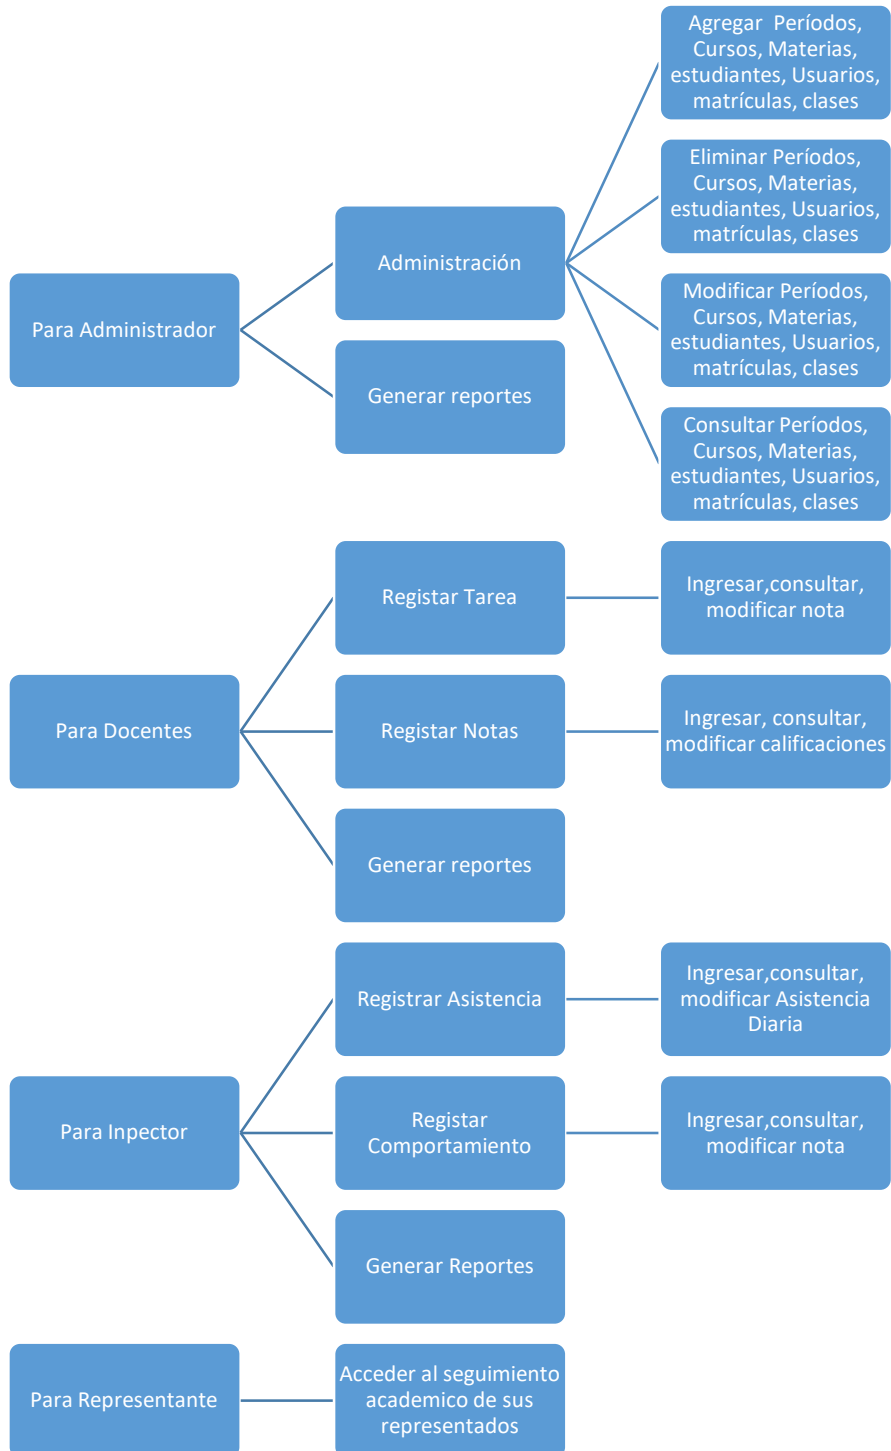 Para Administrador
Administración
Agregar Períodos,
Cursos, Materias,
estudiantes, Usuarios,
matrículas, clases
Eliminar Períodos,
Cursos, Materias,
estudiantes, Usuarios,
matrículas, clases
Modificar Períodos,
Cursos, Materias,
estudiantes, Usuarios,
matrículas, clases
Consultar Períodos,
Cursos, Materias,
estudiantes, Usuarios,
matrículas, clases
Generar reportes
Para Docentes
Registar Tarea
Ingresar,consultar,
modificar nota
Registar Notas
Ingresar, consultar,
modificar calificaciones
Generar reportes
Para Inpector
Registrar Asistencia
Ingresar,consultar,
modificar Asistencia
Diaria
Registar
Comportamiento
Ingresar,consultar,
modificar nota
Generar Reportes
Para Representante
Acceder al seguimiento
academico de sus
representados